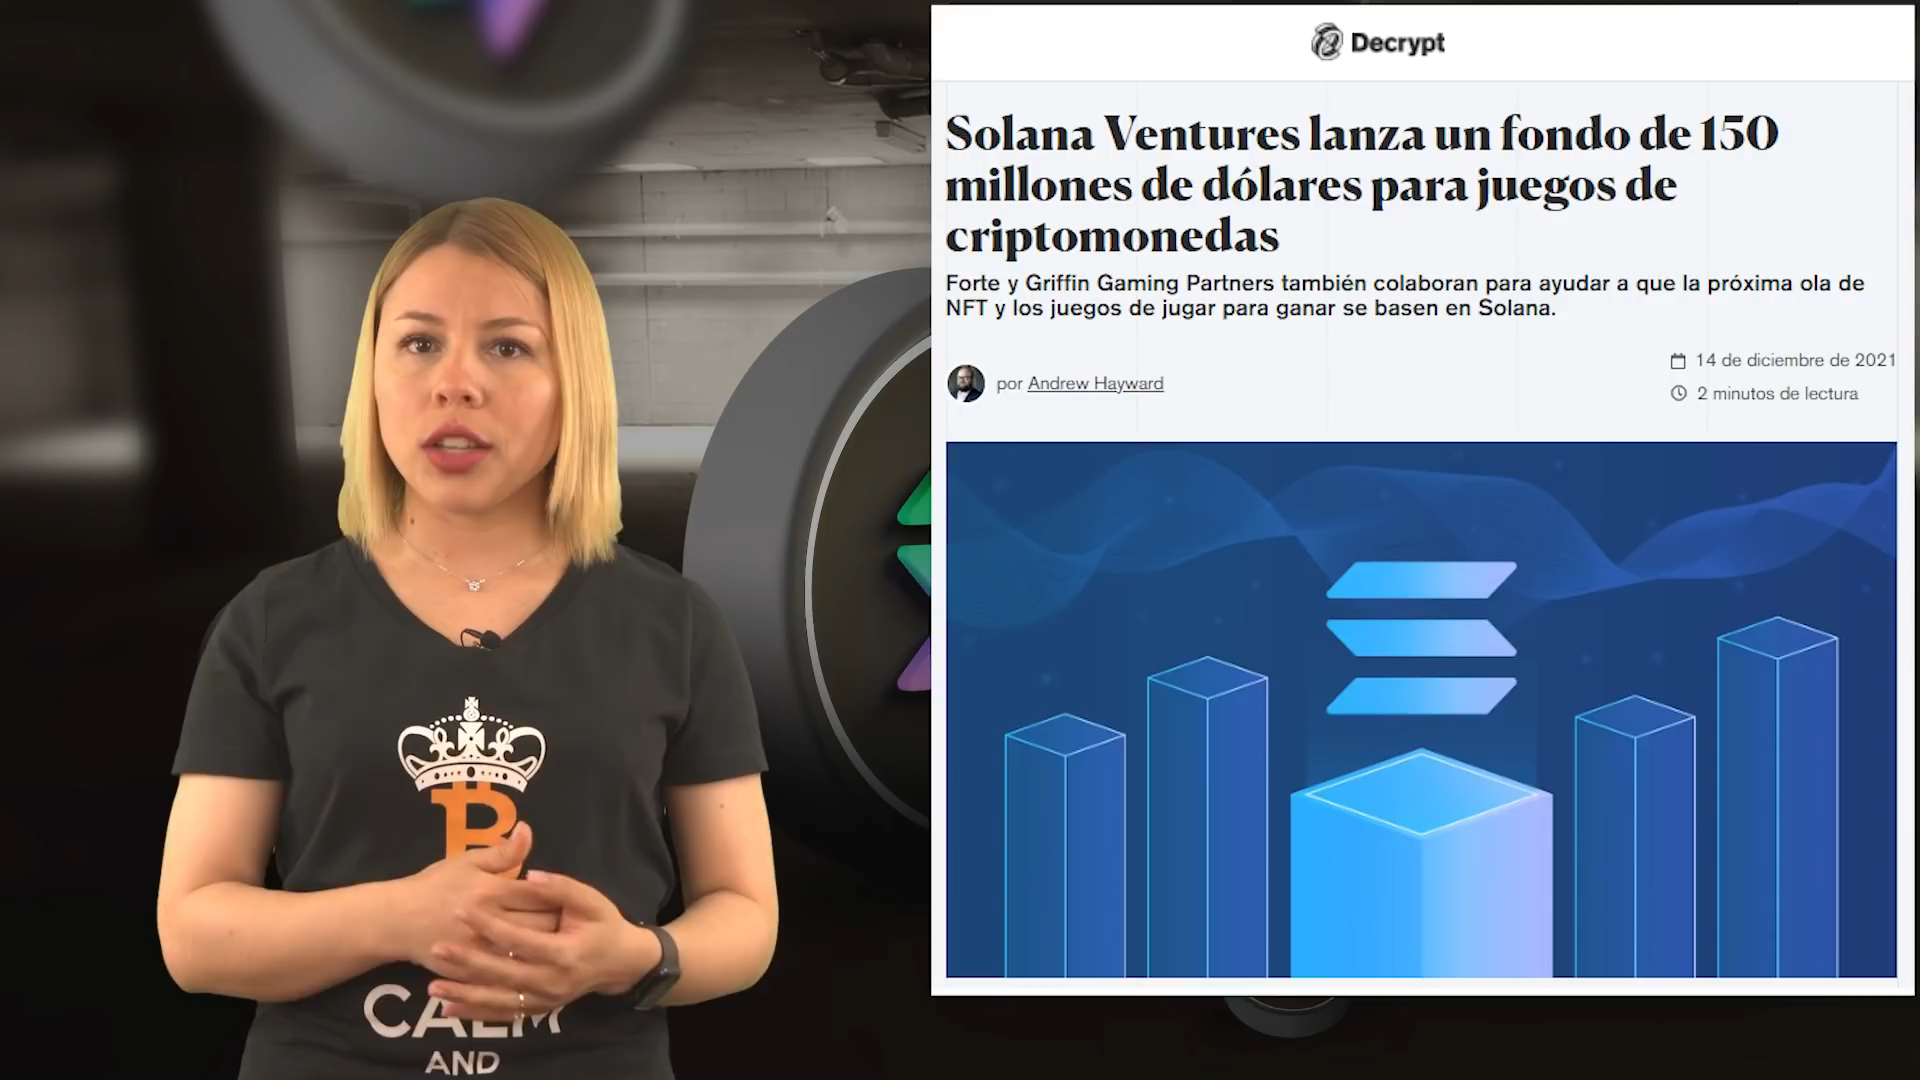 Decrypt
Solana Ventures lanza un fondo de 150
millones de dólares para juegos de
criptomonedas
Forte y Griffin Gaming Partners también colaboran para ayudar a que la próxima ola de
NFT y los juegos de jugar para ganar se basen en Solana.
14 de diciembre de 2021
por Andrew Hayward
2 minutos de lectura
CALM
AND